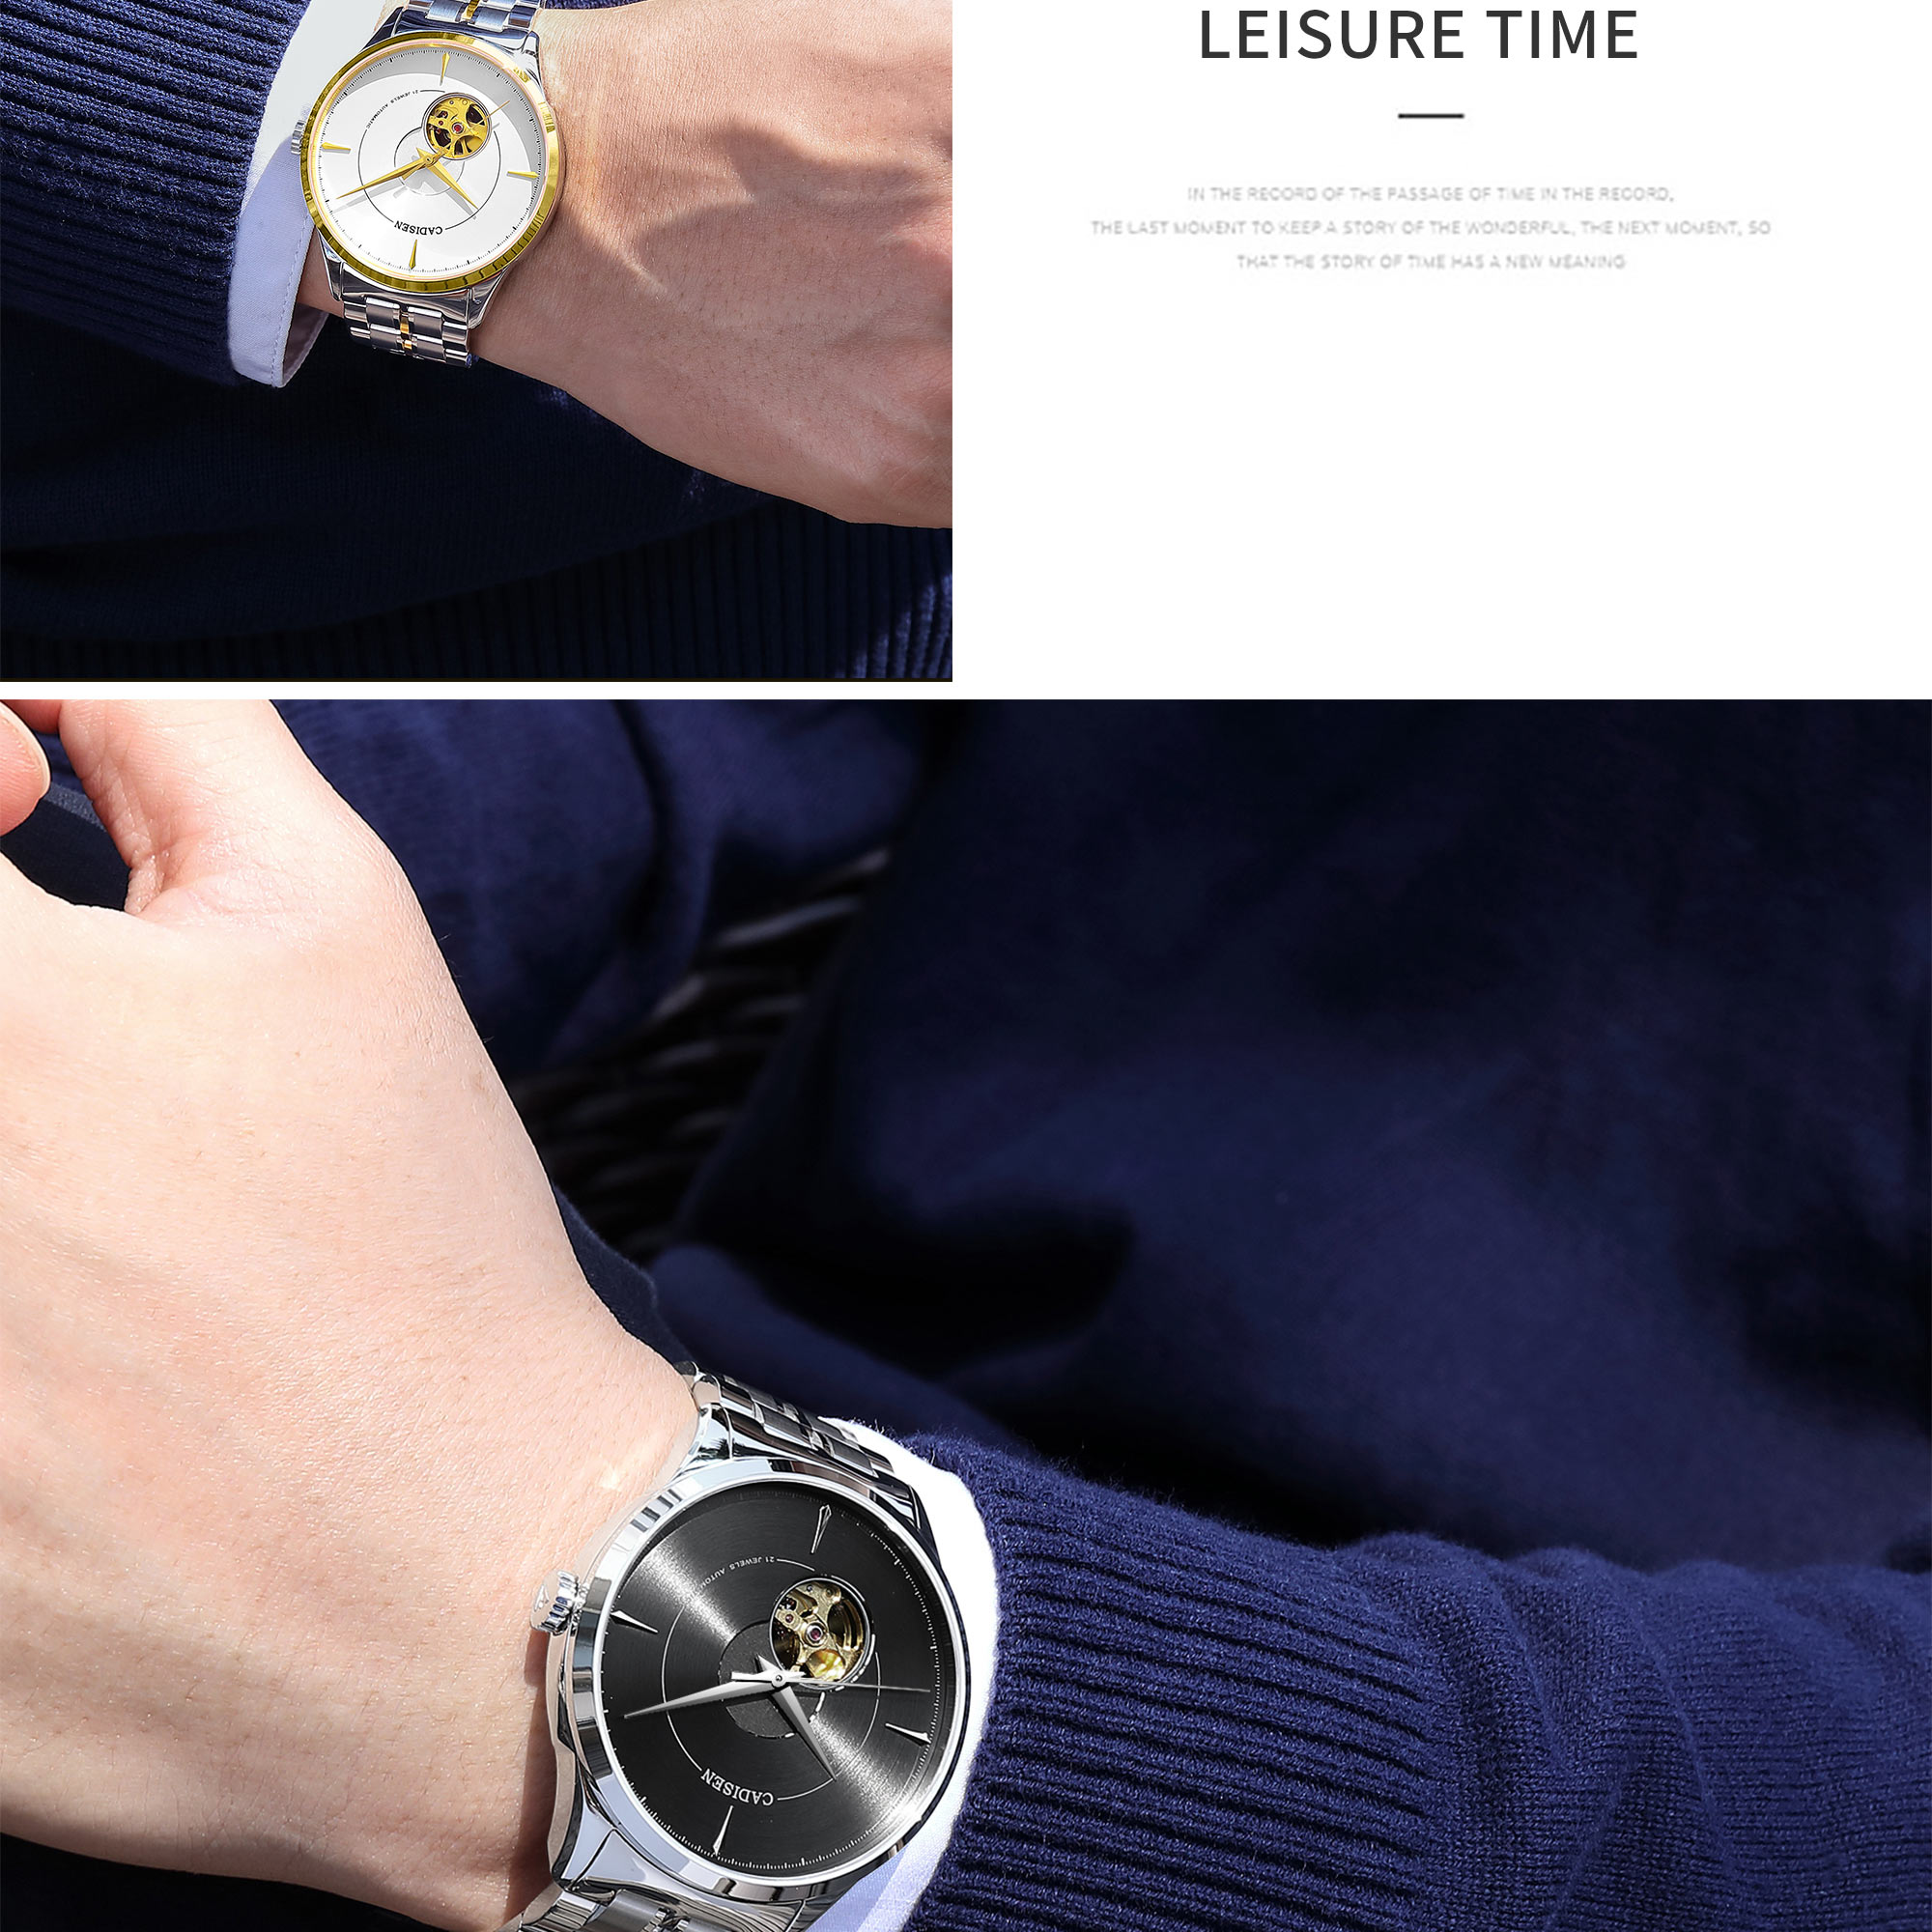 LEISURE TIME
IN THE RECORD OF THE PASSAGE OF TIME IN THE RECORD,
THE LAST MOMENT TO KEEP A STORY OF THE WONDERFUL, THE NEXT MOMENT, SO
THAT THE STORY OF TIME HAS A NEW MEANING
21 JEWELS AUTOMATIC
CADISEN
21 JEWELS
CADISEN